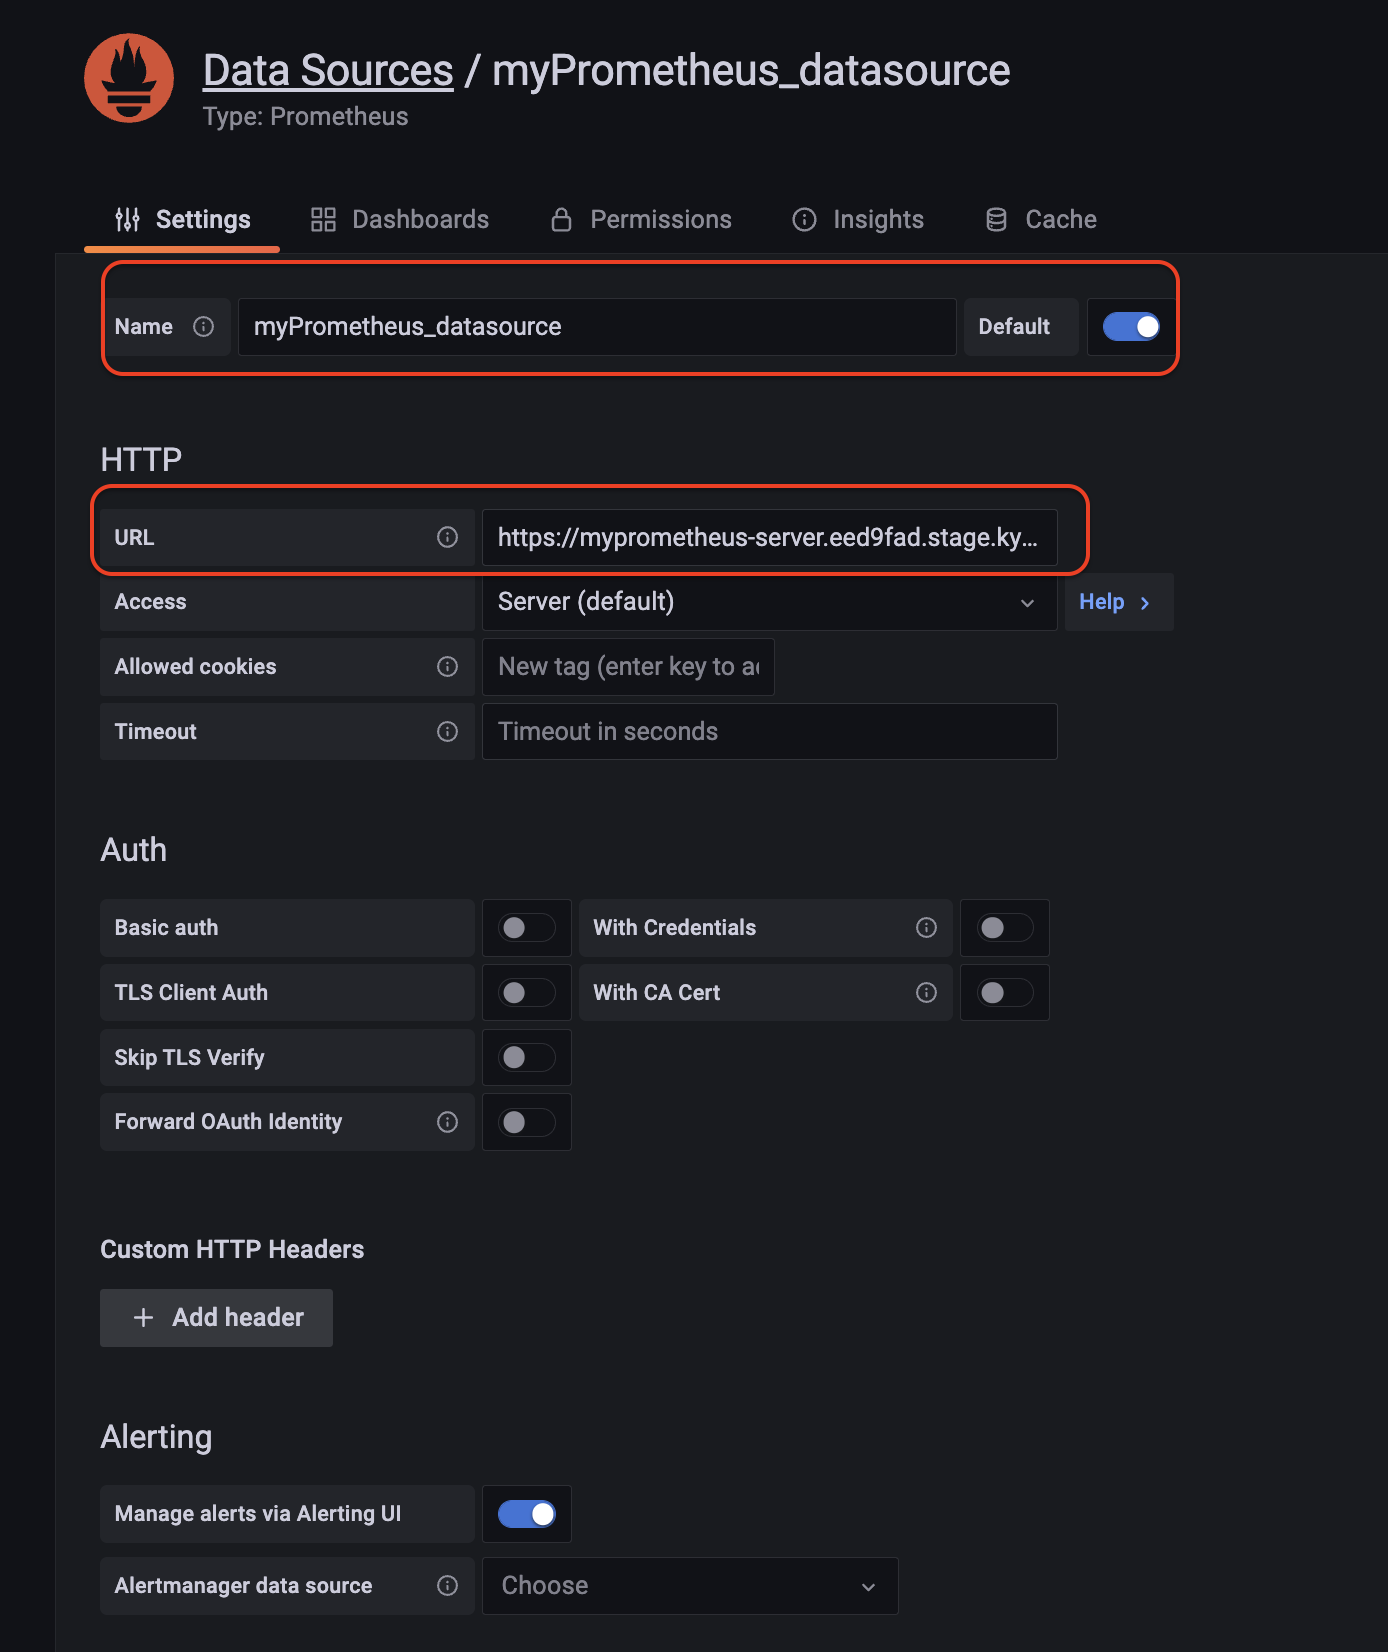 Data Sources / myPrometheus_datasource
Type: Prometheus
Settings Dashboards Permissions Insights Cache
Name myPrometheus_datasource Default
HTTP
URL https://myprometheus-server.eed9fad.stage.ky...
Access Server (default) Help
Allowed cookies New tag (enter key to a
Timeout Timeout in seconds
Auth
Basic auth With Credentials
TLS Client Auth With CA Cert
Skip TLS Verify
Forward OAuth Identity
Custom HTTP Headers
+ Add header
Alerting
Manage alerts via Alerting UI
Alertmanager data source Choose